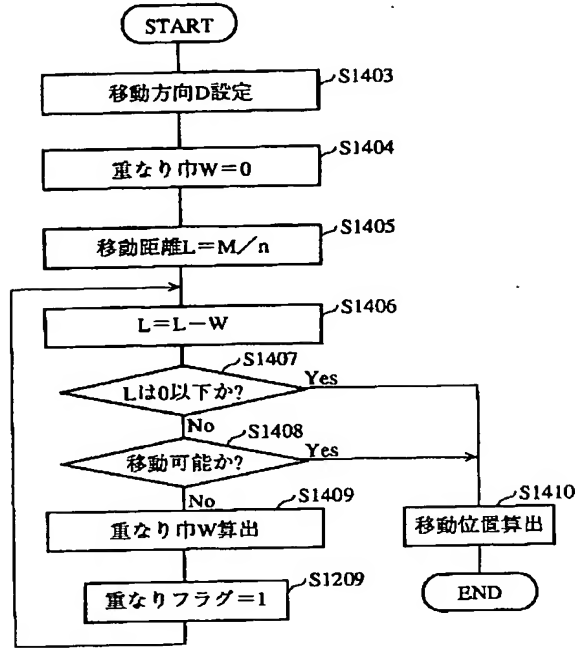 START
S1403
移動方向D設定
S1404
重なり巾W=0
S1405
移動距離L=M/n
S1406
L=L−W
S1407
Lは0以下か?
Yes
No
S1408
移動可能か?
Yes
No
S1409
重なり巾W算出
S1410
移動位置算出
S1209
重なりフラグ=1
END